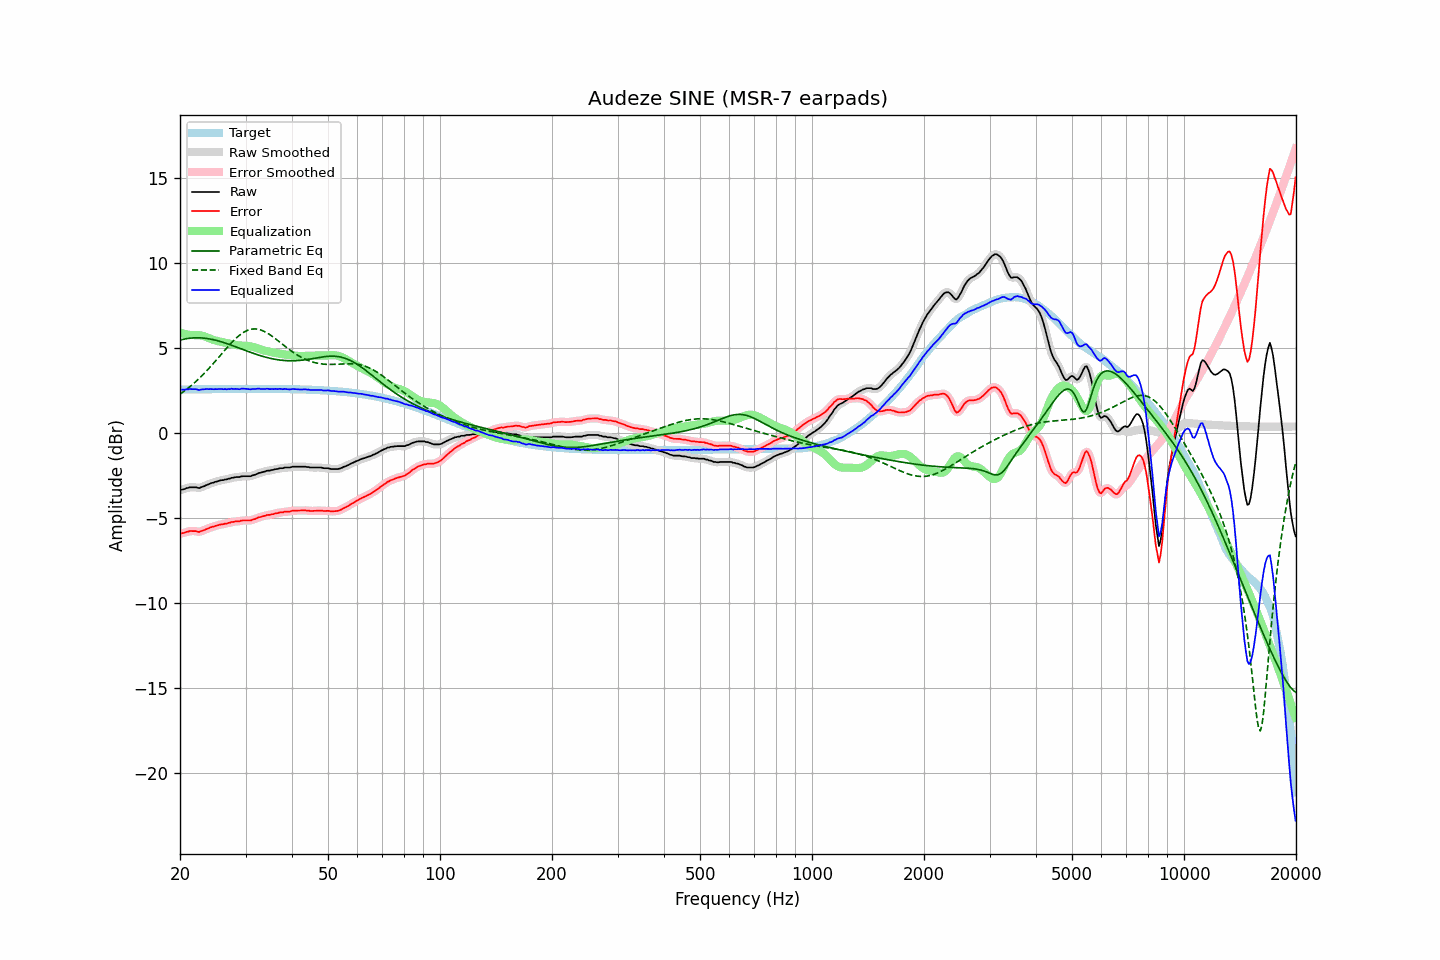 Audeze SINE (MSR-7 earpads)
Target
Raw Smoothed
Error Smoothed
Raw
Error
Equalization
Parametric Eq
Fixed Band Eq
Equalized
Amplitude (dBr)
15
10
5
0
−5
−10
−15
−20
20 50 100 200 500 1000 2000 5000 10000 20000
Frequency (Hz)